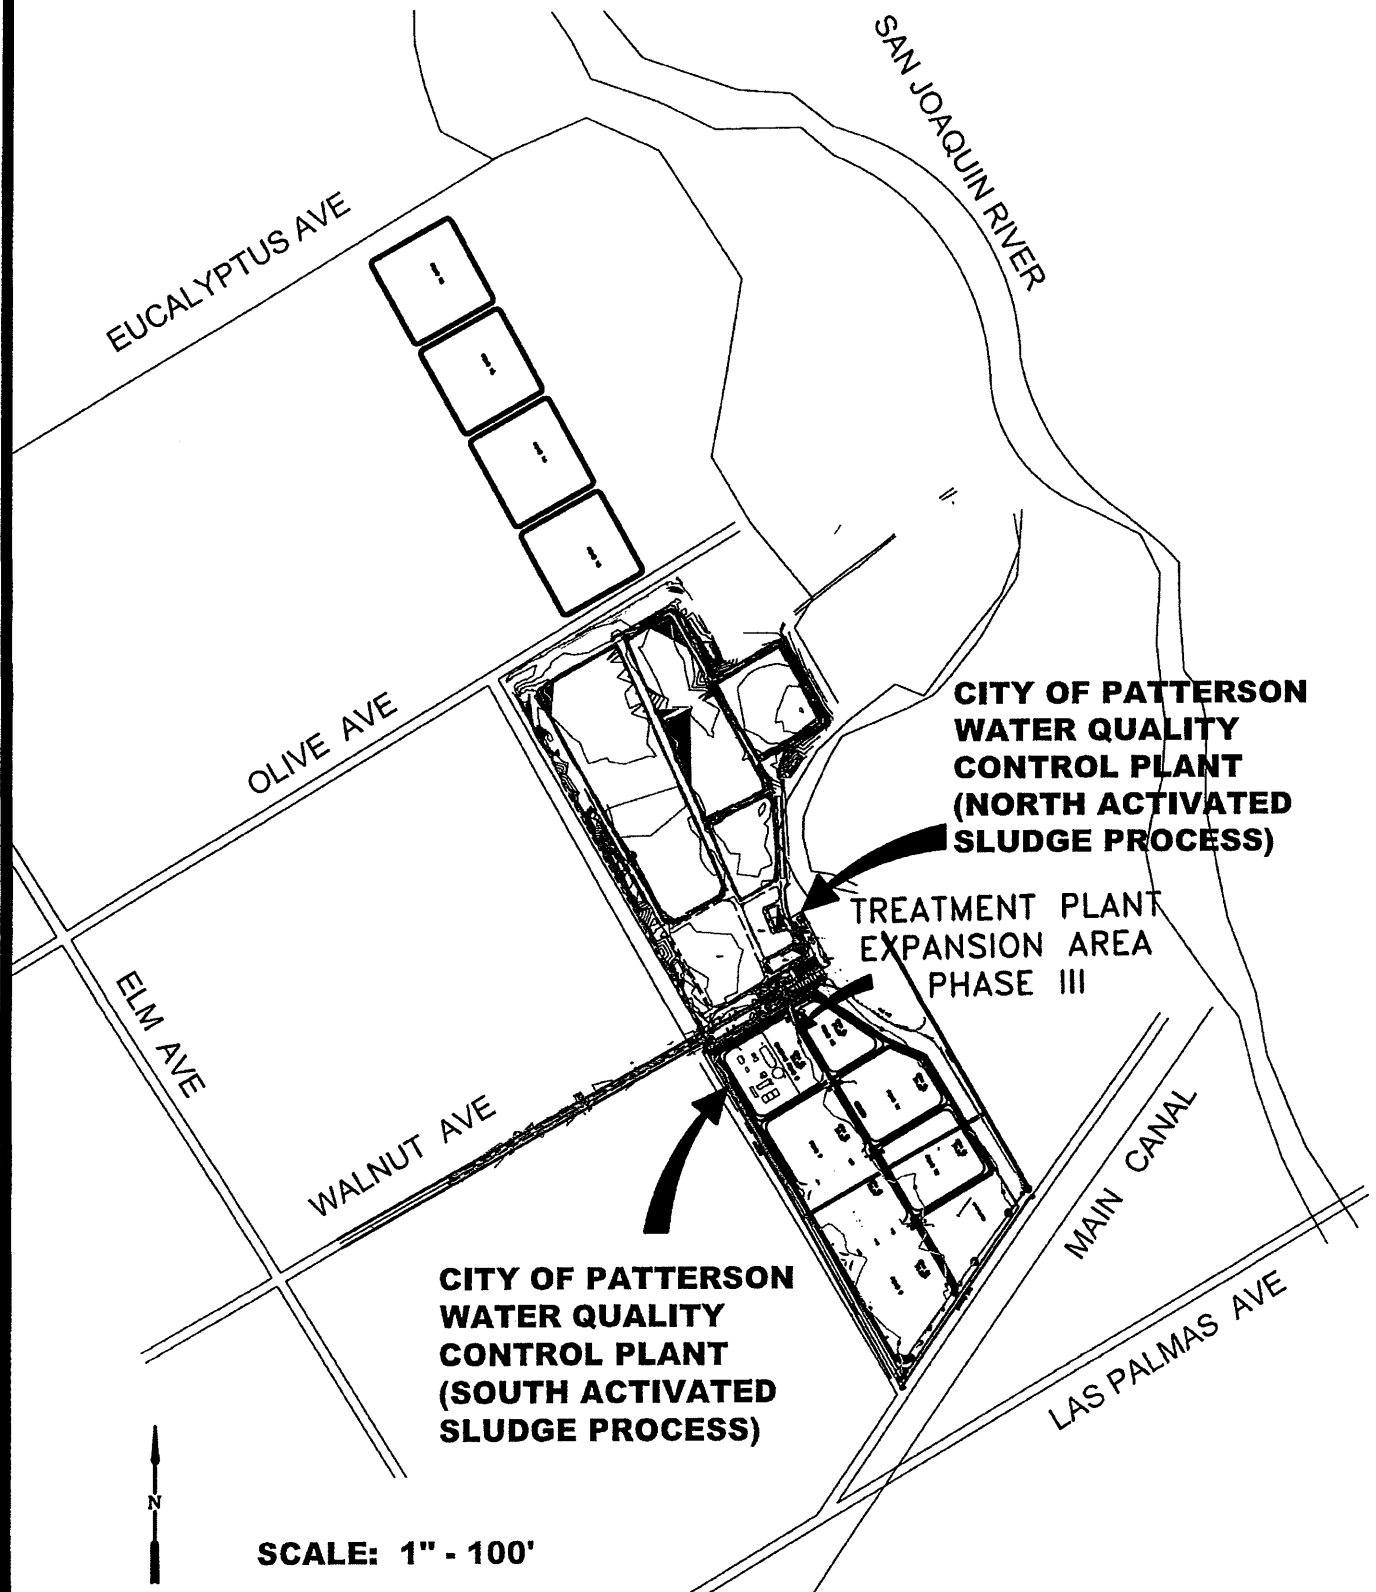 SAN JOAQUIN RIVER
EUCALYPTUS AVE
OLIVE AVE
CITY OF PATTERSON
WATER QUALITY
CONTROL PLANT
(NORTH ACTIVATED
SLUDGE PROCESS)
TREATMENT PLANT
EXPANSION AREA
PHASE III
ELM AVE
WALNUT AVE
MAIN CANAL
CITY OF PATTERSON
WATER QUALITY
CONTROL PLANT
(SOUTH ACTIVATED
SLUDGE PROCESS)
LAS PALMAS AVE
N
SCALE: 1" - 100'